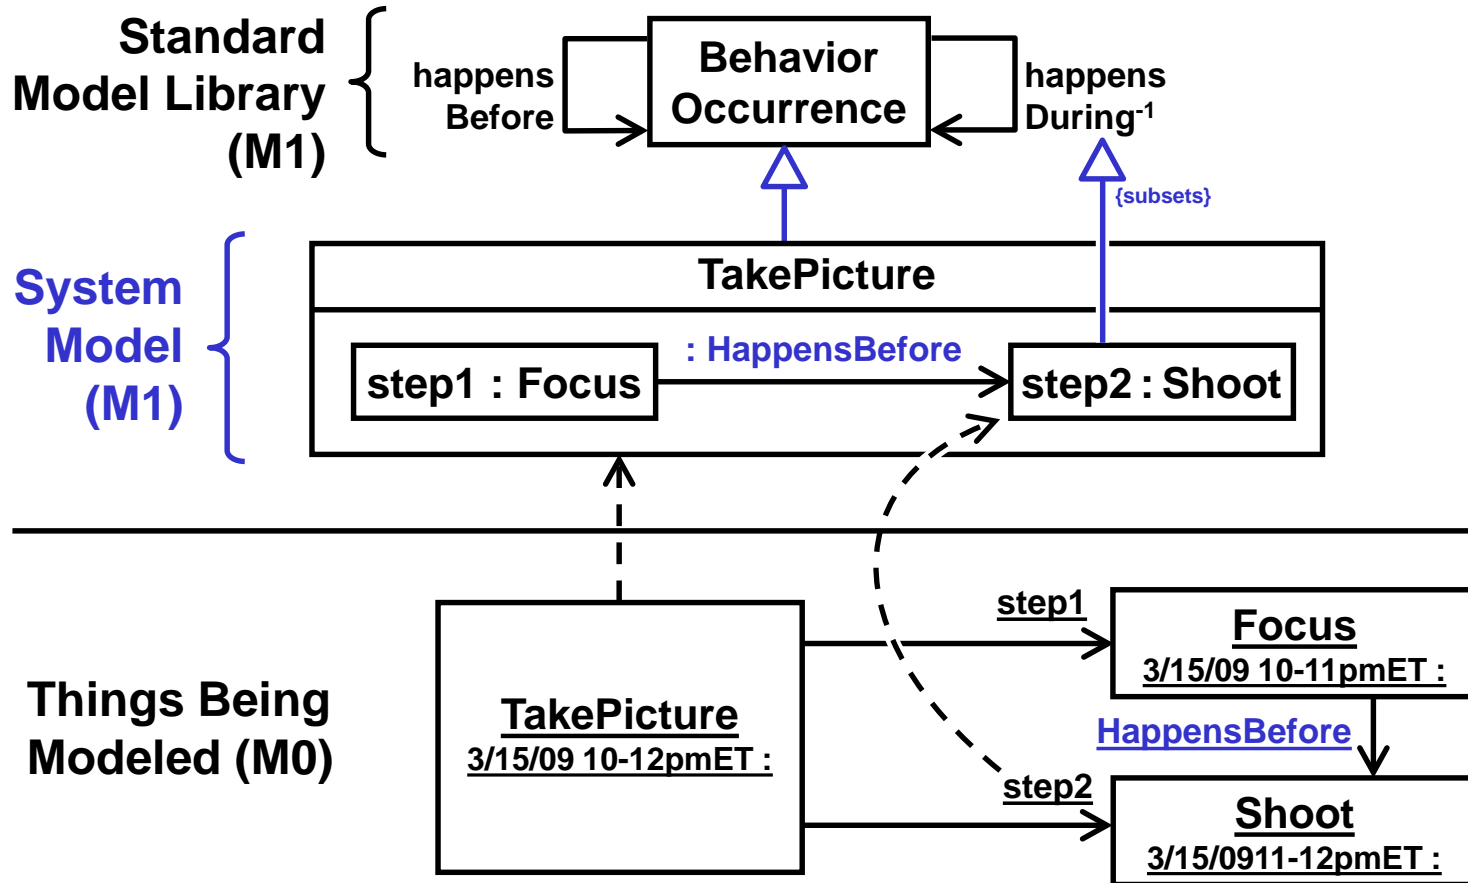 Standard
Model Library
(M1)
happens
Before
Behavior
Occurrence
happens
During⁻¹
{subsets}
System
Model
(M1)
TakePicture
step1 : Focus
: HappensBefore
step2 : Shoot
Things Being
Modeled (M0)
TakePicture
3/15/09 10-12pmET :
step1
Focus
3/15/09 10-11pmET :
HappensBefore
step2
Shoot
3/15/0911-12pmET :